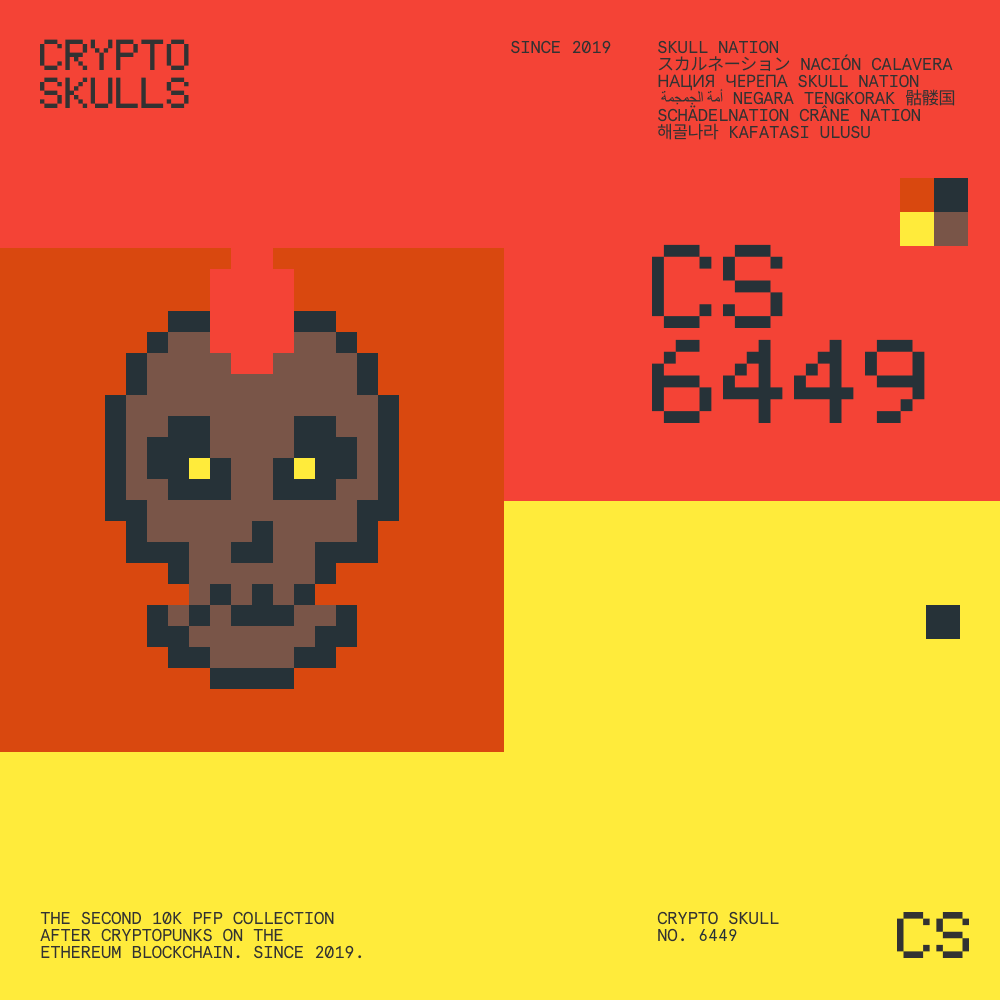 CRYPTO
SKULLS
SINCE 2019
SKULL NATION
スカルネーション NACIÓN CALAVERA
НАЦИЯ ЧЕРЕПА SKULL NATION
أمة الجمجمة NEGARA TENGKORAK 骷髅国
SCHÄDELNATION CRÂNE NATION
해골나라 KAFATASI ULUSU
CS
6449
THE SECOND 10K PFP COLLECTION
AFTER CRYPTOPUNKS ON THE
ETHEREUM BLOCKCHAIN. SINCE 2019.
CRYPTO SKULL
NO. 6449
CS